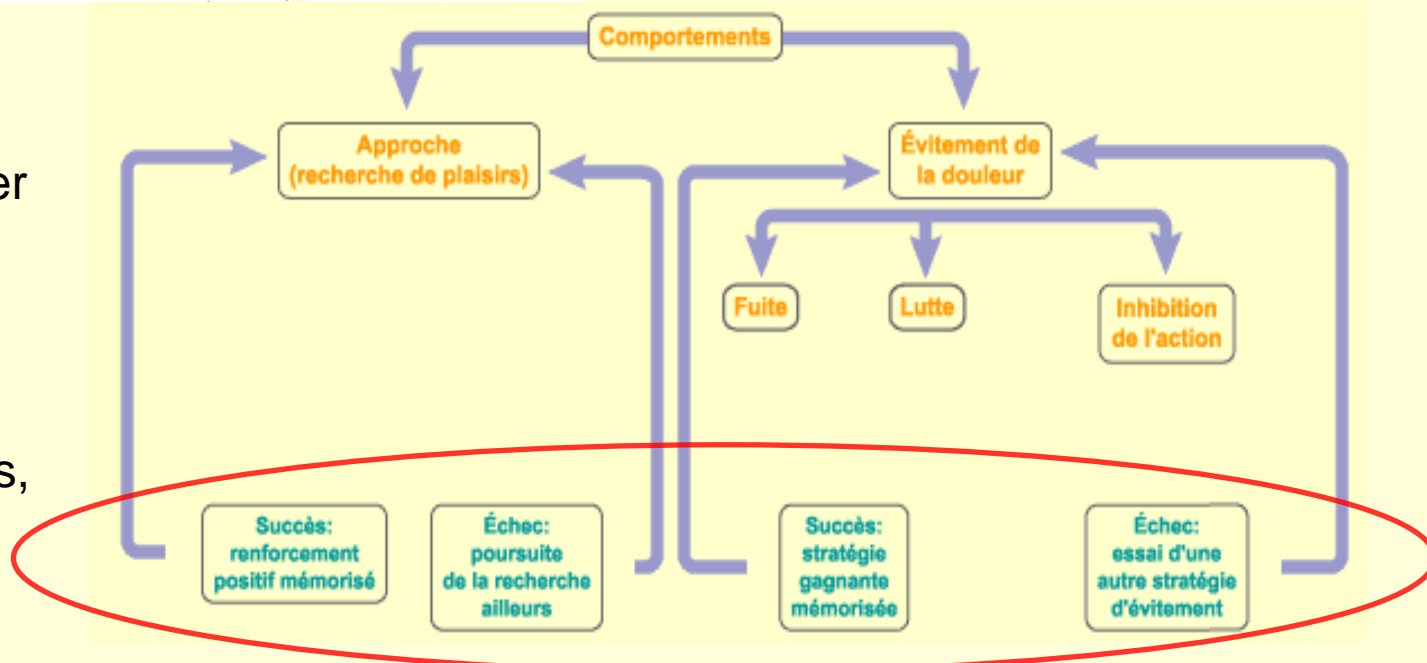 Comportements
Approche
(recherche de plaisirs)
Évitement de
la douleur
er
Fuite
Lutte
Inhibition
de l'action
s,
Succès:
renforcement
positif mémorisé
Échec:
poursuite
de la recherche
ailleurs
Succès:
stratégie
gagnante
mémorisée
Échec:
essai d'une
autre stratégie
d'évitement